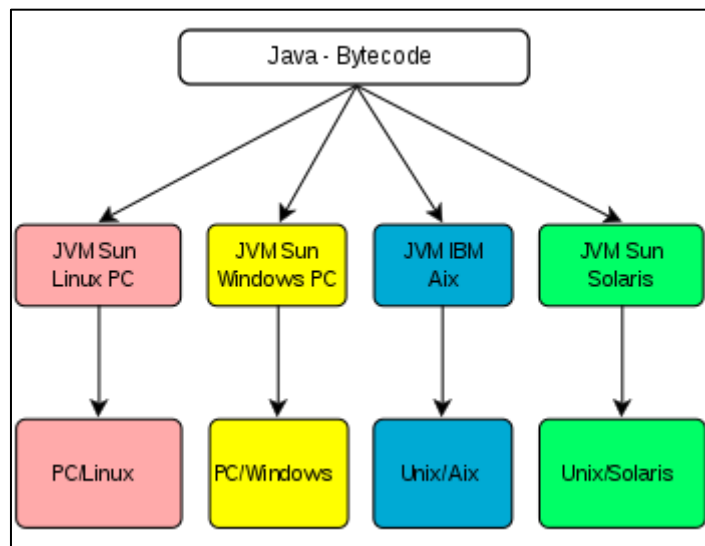 Java - Bytecode
JVM Sun
Linux PC
JVM Sun
Windows PC
JVM IBM
Aix
JVM Sun
Solaris
PC/Linux
PC/Windows
Unix/Aix
Unix/Solaris